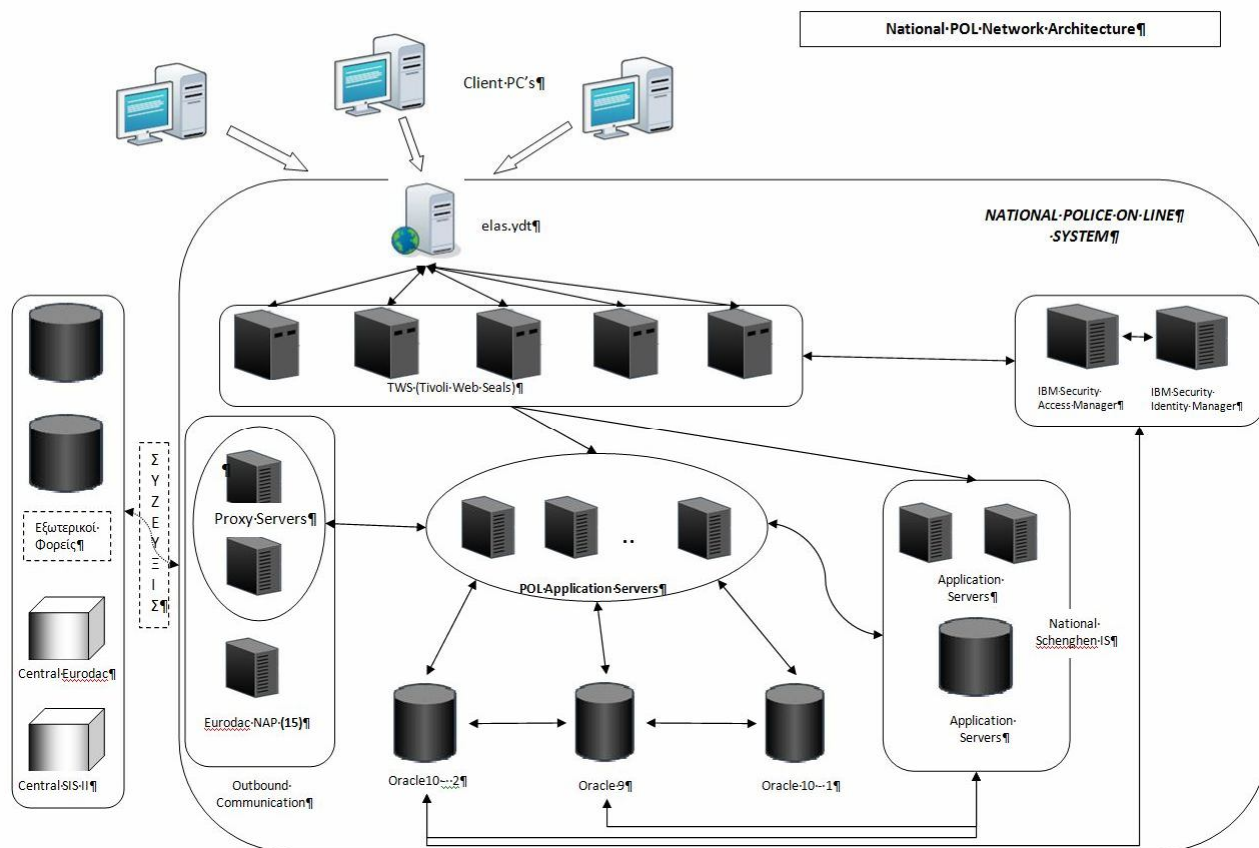 National·POL·Network·Architecture¶
Client·PC's¶
elas.ydt¶
NATIONAL·POLICE·ON·LINE¶
·SYSTEM¶
TWS·(Tivoli·Web·Seals)¶
IBM·Security·
Access·Manager¶
IBM·Security·
Identity·Manager¶
Εξωτερικοί·
Φορείς¶
Σ
Υ
Ζ
Ε
Υ
Ξ
Ι
Σ¶
¶
Proxy·Servers¶
..
POL·Application·Servers¶
Application·
Servers¶
National·
Schenghen·IS¶
Application·
Servers¶
Central·Eurodac¶
Central·SIS·II¶
Eurodac·NAP·(15)¶
Outbound·
Communication¶
Oracle10-··2¶
Oracle·9¶
Oracle·10·-·1¶